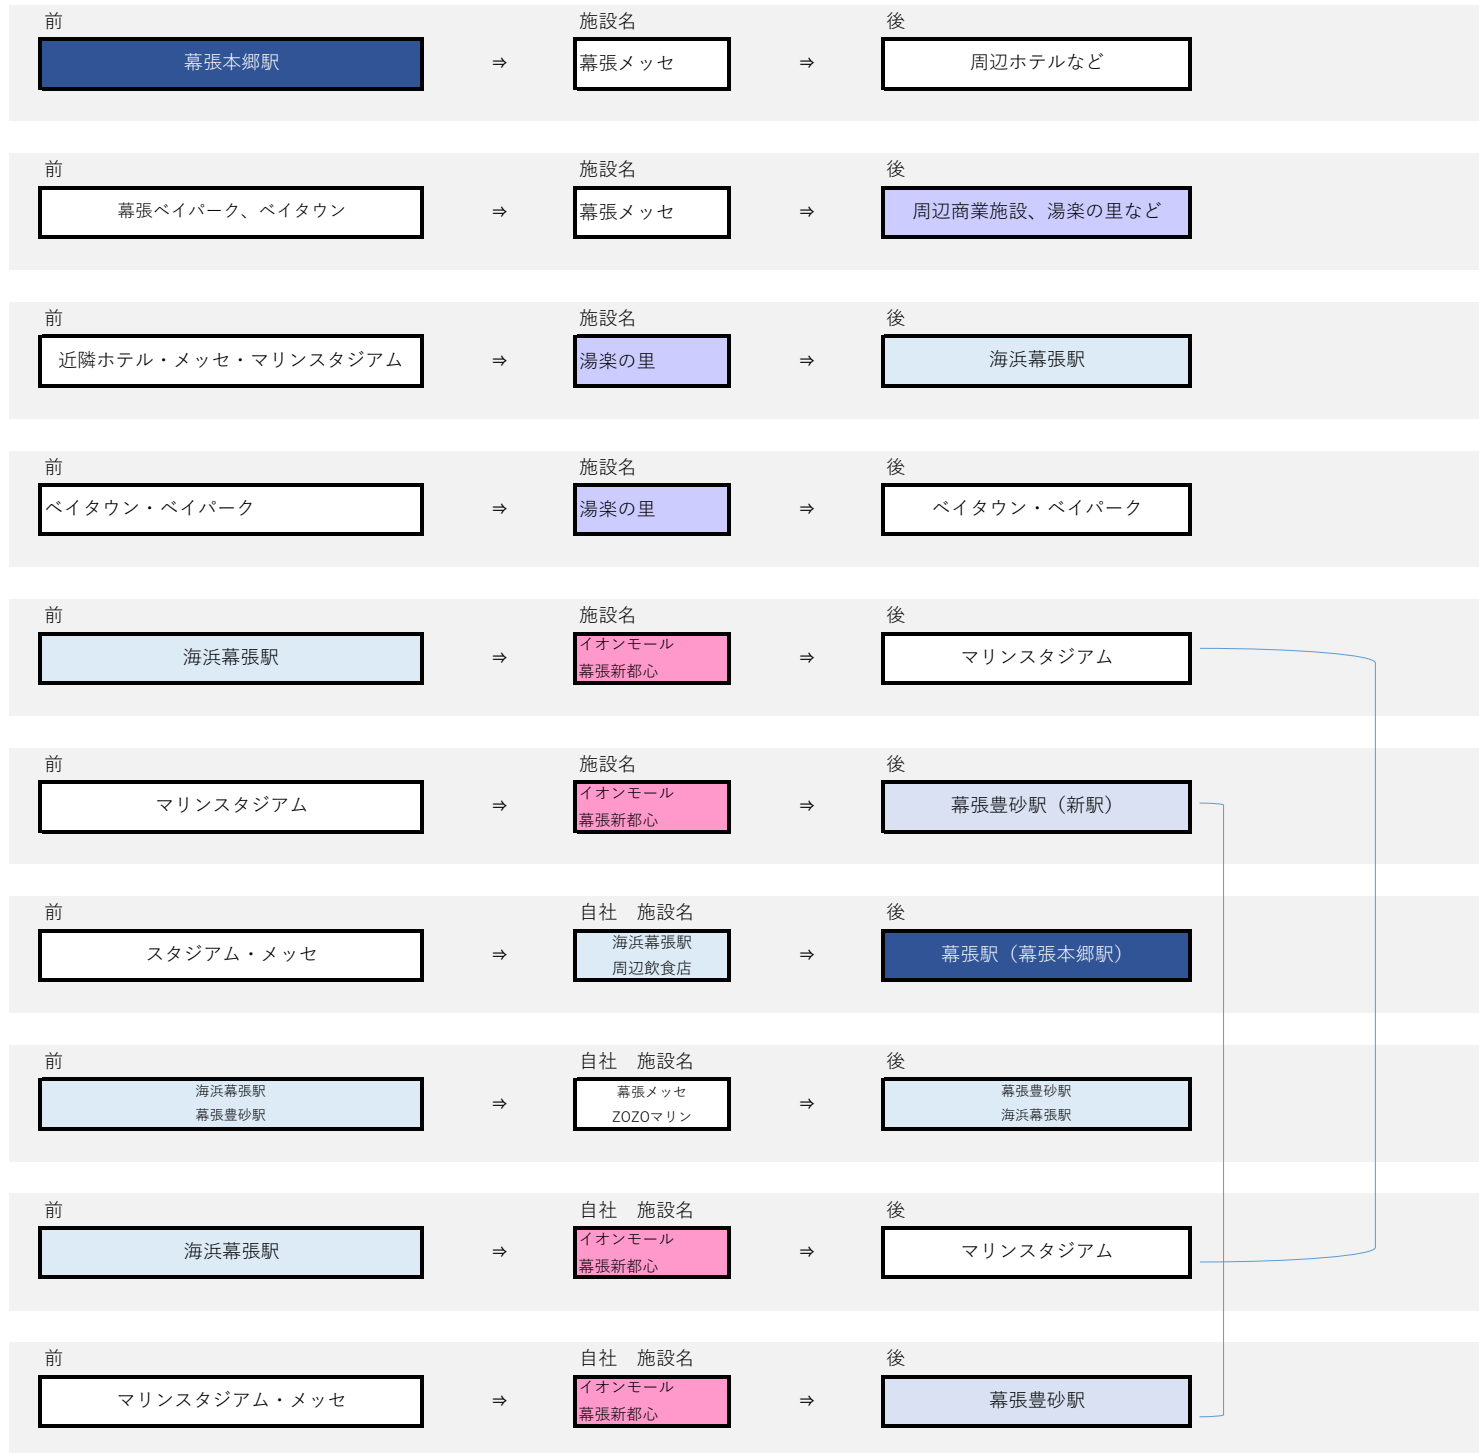 前 施設名 後
幕張本郷駅 ⇒ 幕張メッセ ⇒ 周辺ホテルなど
前 施設名 後
幕張ベイパーク、ベイタウン ⇒ 幕張メッセ ⇒ 周辺商業施設、湯楽の里など
前 施設名 後
近隣ホテル・メッセ・マリンスタジアム ⇒ 湯楽の里 ⇒ 海浜幕張駅
前 施設名 後
ベイタウン・ベイパーク ⇒ 湯楽の里 ⇒ ベイタウン・ベイパーク
前 施設名 後
海浜幕張駅 ⇒
イオンモール
幕張新都心
⇒ マリンスタジアム
前 施設名 後
マリンスタジアム ⇒
イオンモール
幕張新都心
⇒ 幕張豊砂駅（新駅）
前 自社　施設名 後
スタジアム・メッセ ⇒
海浜幕張駅
周辺飲食店
⇒ 幕張駅（幕張本郷駅）
前 自社　施設名 後
海浜幕張駅
幕張豊砂駅
⇒
幕張メッセ
ZOZOマリン
⇒
幕張豊砂駅
海浜幕張駅
前 自社　施設名 後
海浜幕張駅 ⇒
イオンモール
幕張新都心
⇒ マリンスタジアム
前 自社　施設名 後
マリンスタジアム・メッセ ⇒
イオンモール
幕張新都心
⇒ 幕張豊砂駅